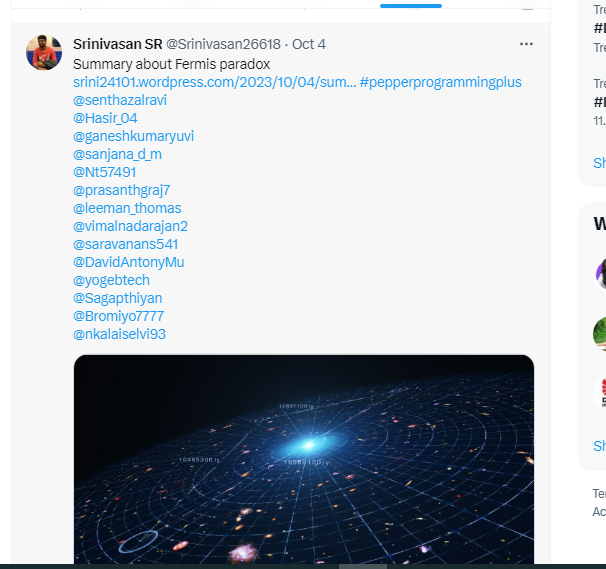 Srinivasan SR @Srinivasan26618 · Oct 4
Summary about Fermis paradox
srini24101.wordpress.com/2023/10/04/sum... #pepperprogrammingplus
@senthazalravi
@Hasir_04
@ganeshkumaryuvi
@sanjana_d_m
@Nt57491
@prasanthgraj7
@leeman_thomas
@vimalnadarajan2
@saravanans541
@DavidAntonyMu
@yogebtech
@Sagapthiyan
@Bromiyo7777
@nkalaiselvi93
Tre
Tre
Tre
11.
Sh
W
Sh
Ter
Ac